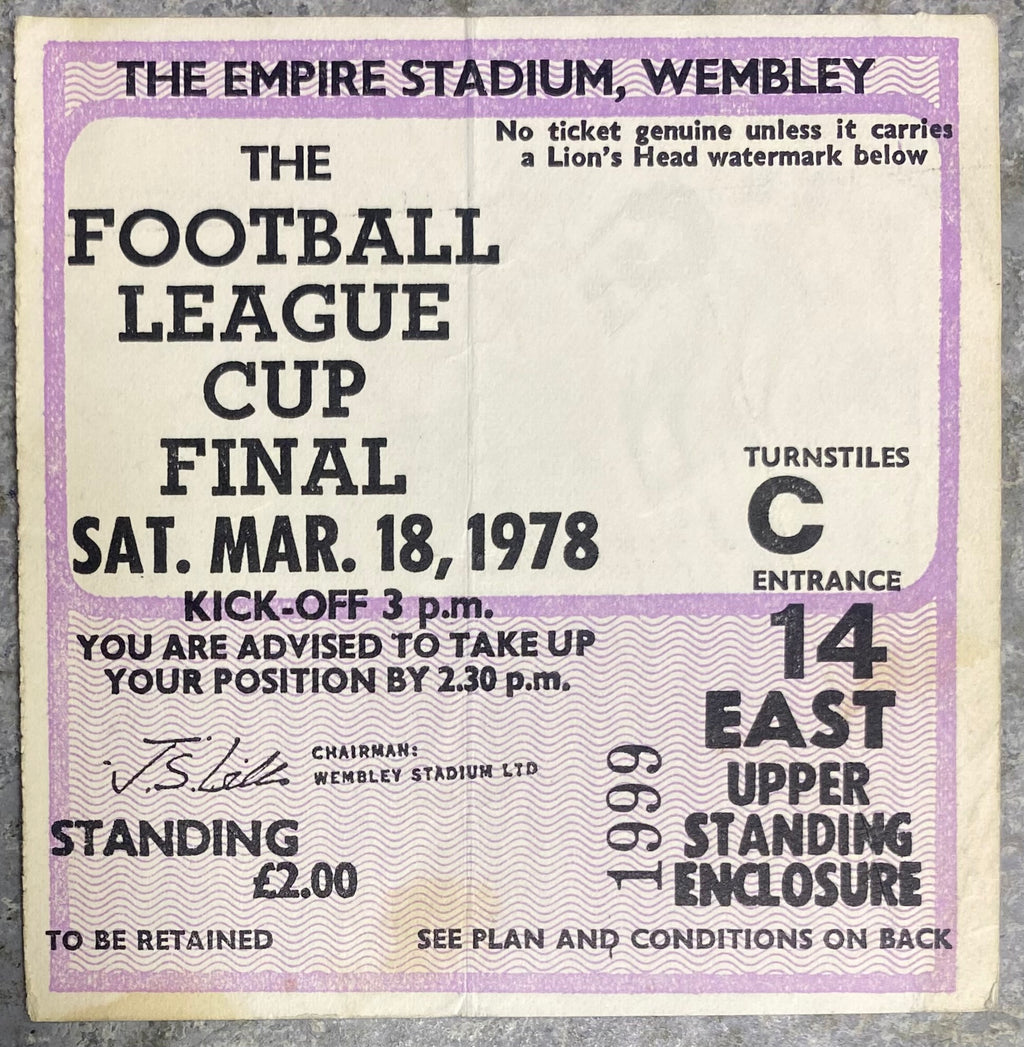 THE EMPIRE STADIUM, WEMBLEY
No ticket genuine unless it carries
a Lion's Head watermark below
THE
FOOTBALL
LEAGUE
CUP
FINAL
SAT. MAR. 18, 1978
KICK-OFF 3 p.m.
YOU ARE ADVISED TO TAKE UP
YOUR POSITION BY 2.30 p.m.
J.S. Lill
CHAIRMAN:
WEMBLEY STADIUM LTD
STANDING
£2.00
TO BE RETAINED
TURNSTILES
C
ENTRANCE
14
EAST
UPPER
STANDING
ENCLOSURE
1999
SEE PLAN AND CONDITIONS ON BACK